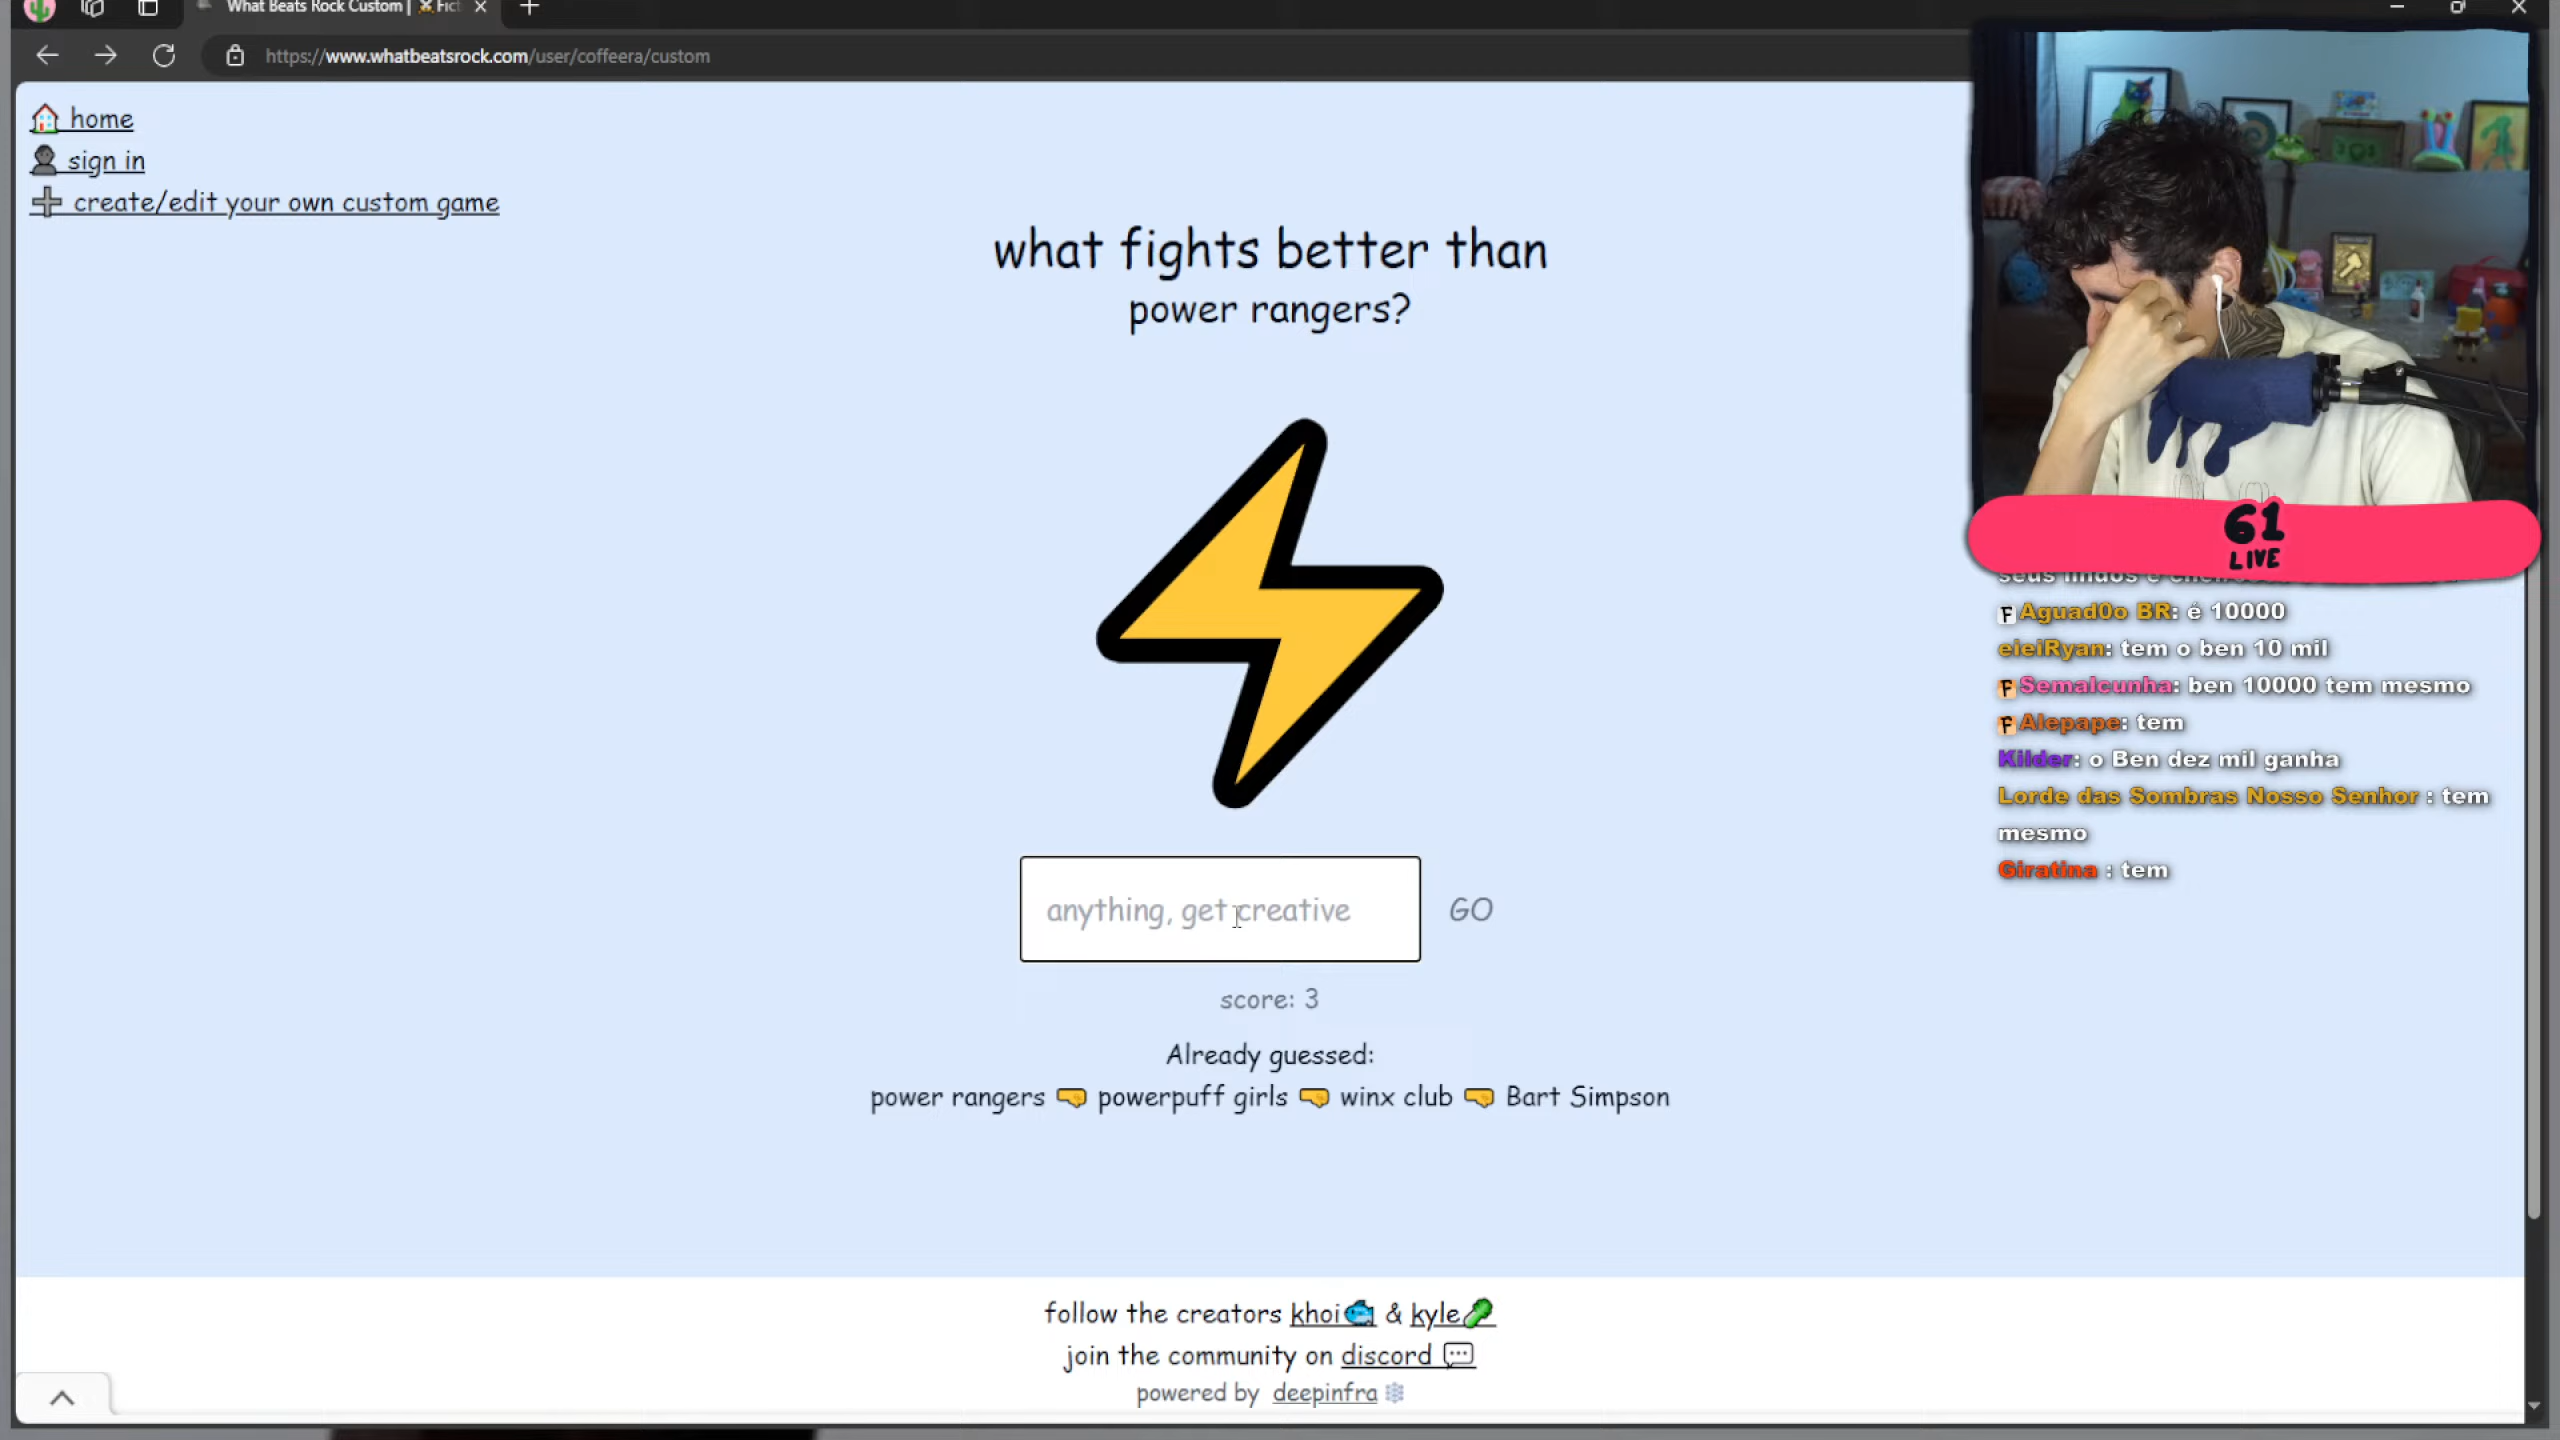 What Beats Rock Custom | ⚔Fict
https://www.whatbeatsrock.com/user/coffeera/custom
home
sign in
create/edit your own custom game
what fights better than
power rangers?
anything, get creative
GO
score: 3
Already guessed:
power rangers 🤜 powerpuff girls 🤜 winx club 🤜 Bart Simpson
follow the creators khoi🐟 & kyle🥒
join the community on discord 💬
powered by deepinfra
61
LIVE
F Aguad0o BR: é 10000
eieiRyan: tem o ben 10 mil
F Semalcunha: ben 10000 tem mesmo
F Alepape: tem
Kilder: o Ben dez mil ganha
Lorde das Sombras Nosso Senhor : tem
mesmo
Giratina : tem